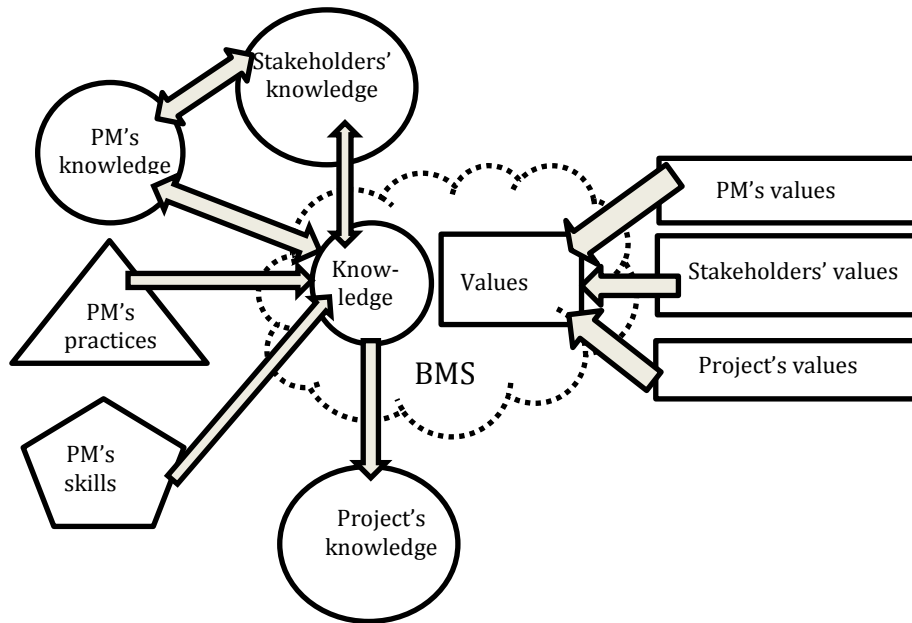 Stakeholders’
knowledge
PM’s
knowledge
PM’s values
Know-
ledge
Values
Stakeholders’ values
PM’s
practices
BMS
Project’s values
PM’s
skills
Project’s
knowledge